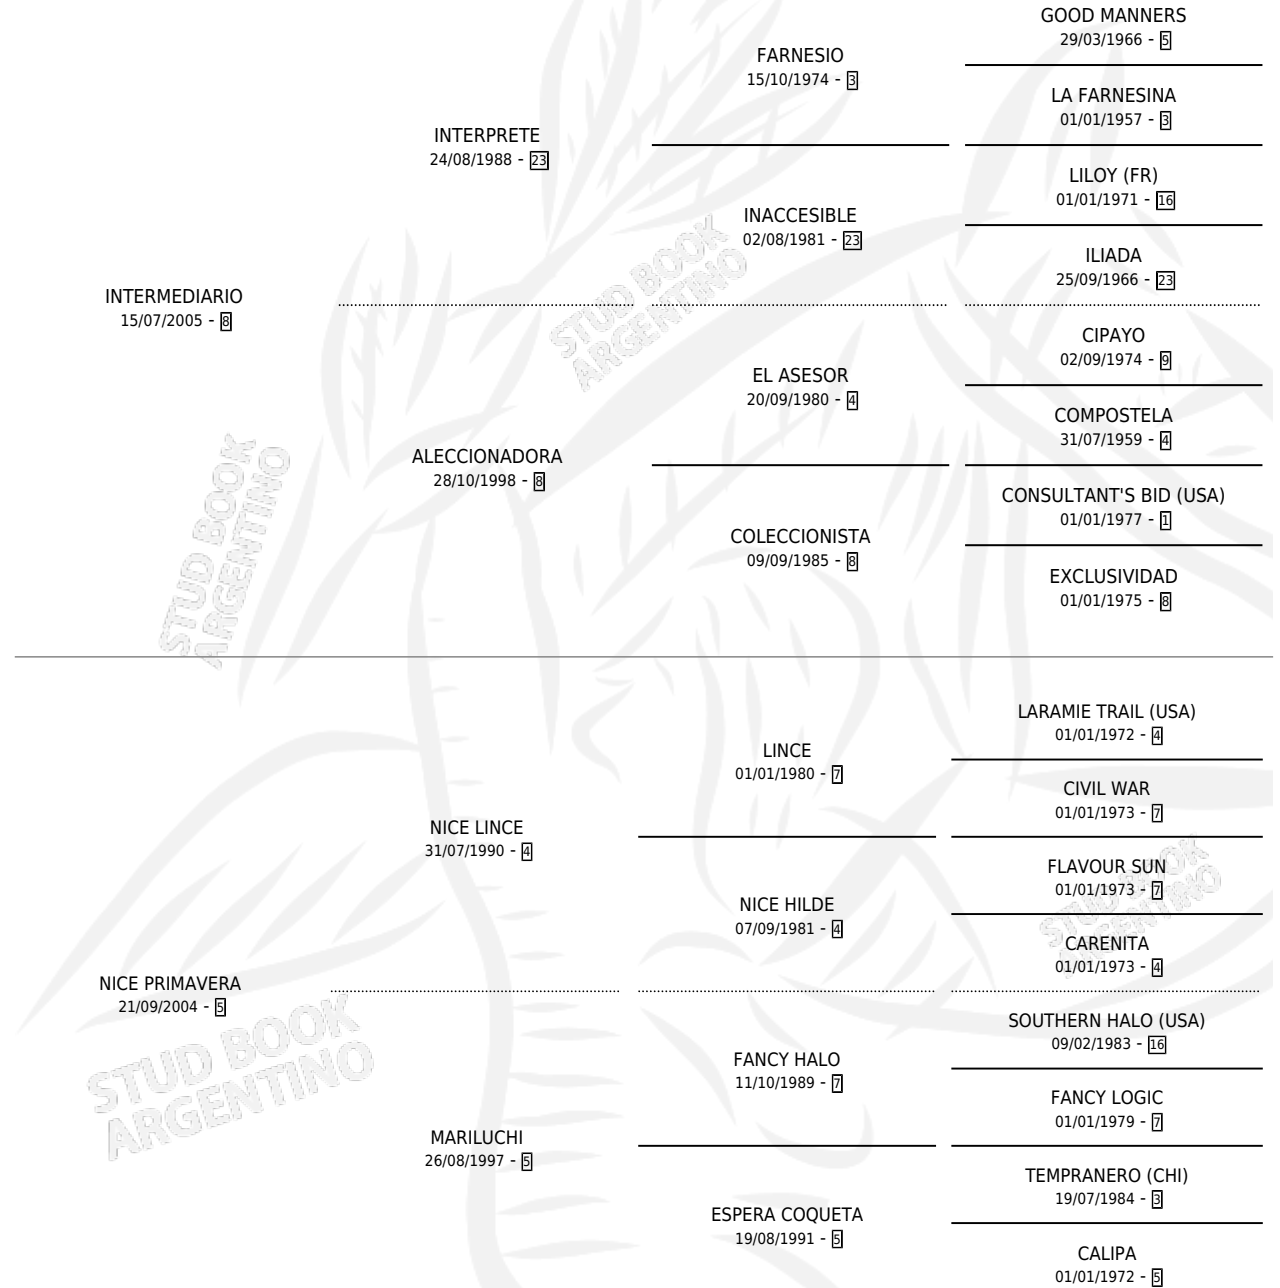 GOOD MANNERS
29/03/1966 - 5
FARNESIO
15/10/1974 - 3
LA FARNESINA
01/01/1957 - 3
INTERPRETE
24/08/1988 - 23
LILOY (FR)
01/01/1971 - 16
INACCESIBLE
02/08/1981 - 23
ILIADA
25/09/1966 - 23
INTERMEDIARIO
15/07/2005 - 8
CIPAYO
02/09/1974 - 9
EL ASESOR
20/09/1980 - 4
COMPOSTELA
31/07/1959 - 4
ALECCIONADORA
28/10/1998 - 8
CONSULTANT'S BID (USA)
01/01/1977 - 1
COLECCIONISTA
09/09/1985 - 8
EXCLUSIVIDAD
01/01/1975 - 8
LARAMIE TRAIL (USA)
01/01/1972 - 4
LINCE
01/01/1980 - 7
CIVIL WAR
01/01/1973 - 7
NICE LINCE
31/07/1990 - 4
FLAVOUR SUN
01/01/1973 - 7
NICE HILDE
07/09/1981 - 4
CARENITA
01/01/1973 - 4
NICE PRIMAVERA
21/09/2004 - 5
SOUTHERN HALO (USA)
09/02/1983 - 16
FANCY HALO
11/10/1989 - 7
FANCY LOGIC
01/01/1979 - 7
MARILUCHI
26/08/1997 - 5
TEMPRANERO (CHI)
19/07/1984 - 3
ESPERA COQUETA
19/08/1991 - 5
CALIPA
01/01/1972 - 5
STUD BOOK
ARGENTINO
STUD BOOK
ARGENTINO
STUD BOOK
ARGENTINO
STUD BOOK
ARGENTINO